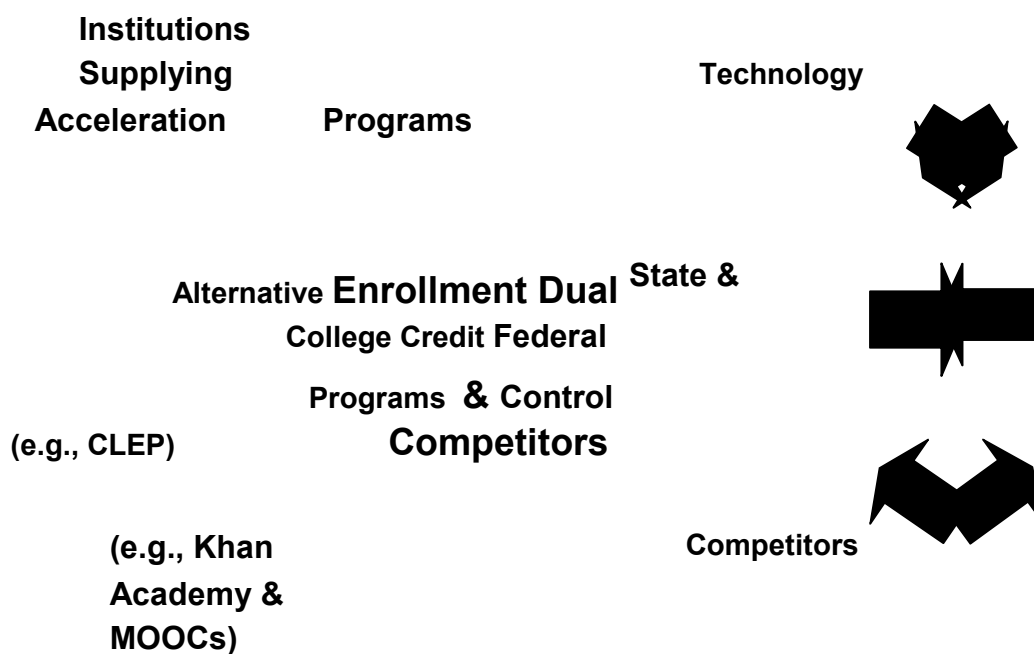 Institutions
Supplying
Technology
Acceleration Programs
State &
Alternative Enrollment Dual
College Credit Federal
Programs & Control
(e.g., CLEP) Competitors
(e.g., Khan
Competitors
Academy &
MOOCs)